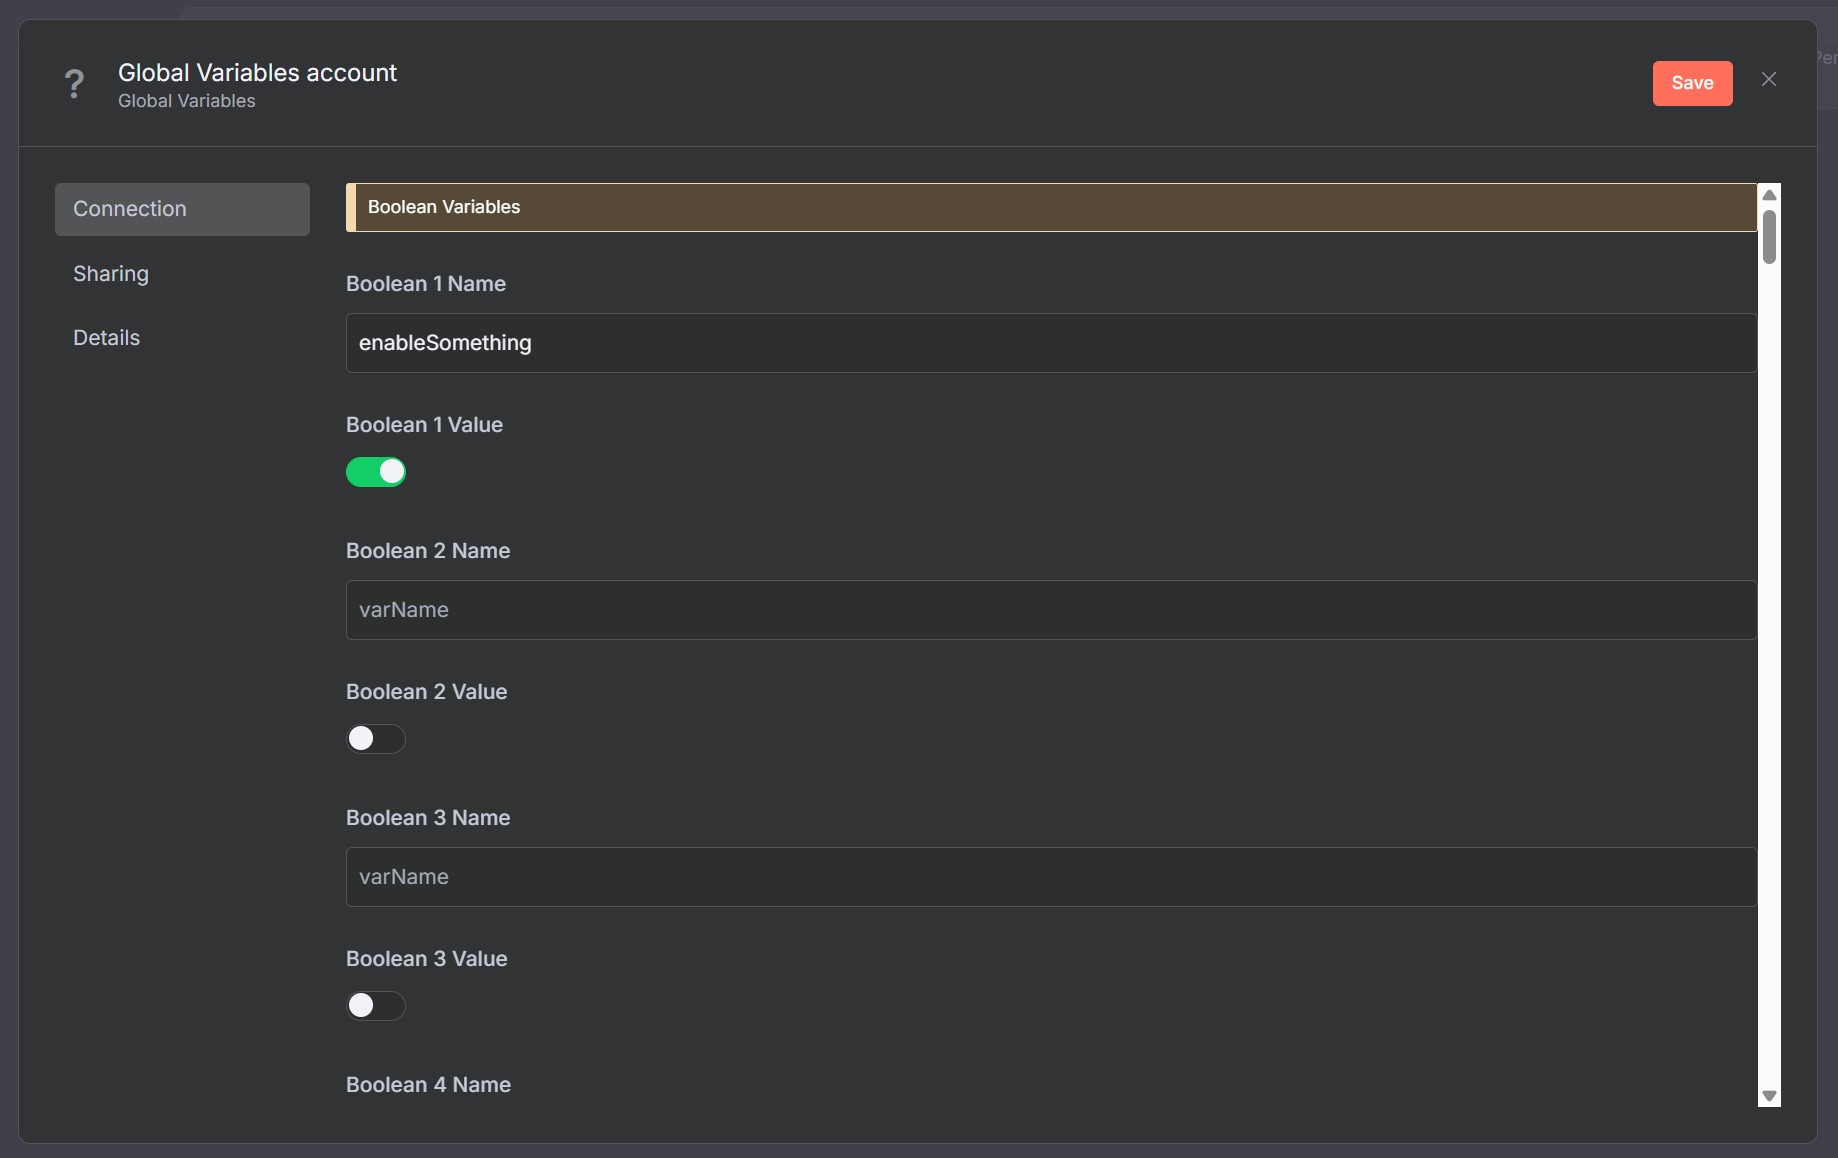 ?
Global Variables account
Global Variables
Save
Connection
Sharing
Details
Boolean Variables
Boolean 1 Name
enableSomething
Boolean 1 Value
Boolean 2 Name
varName
Boolean 2 Value
Boolean 3 Name
varName
Boolean 3 Value
Boolean 4 Name